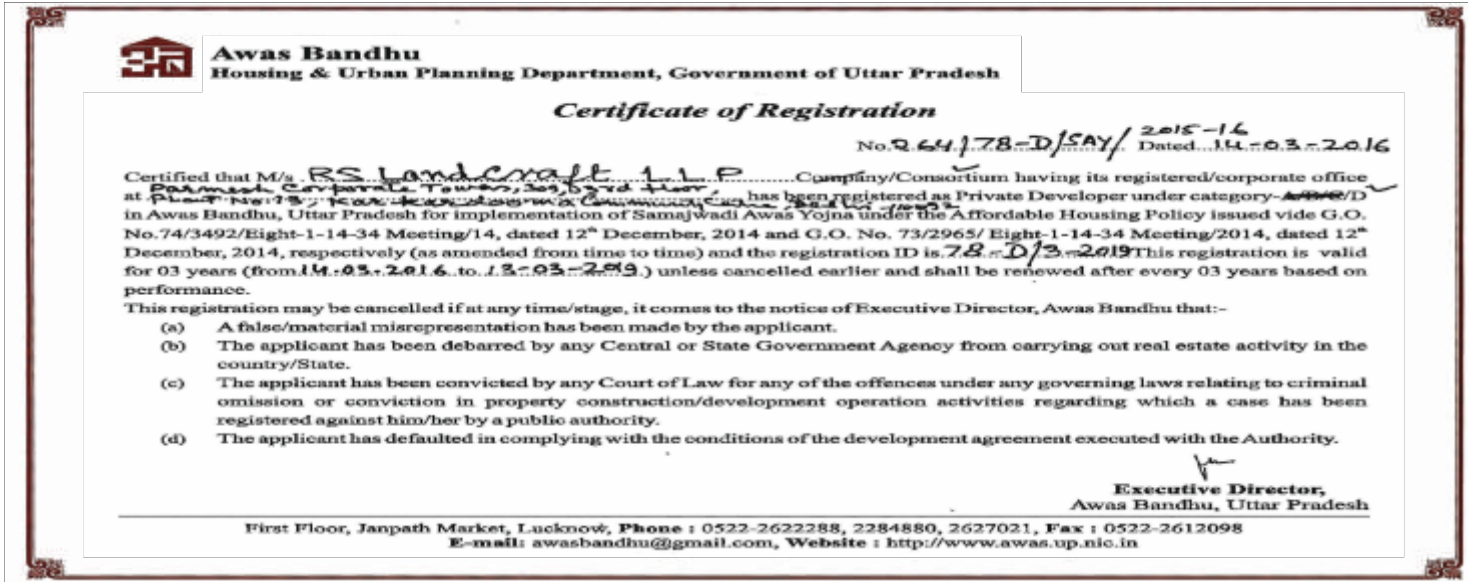 Awas Bandhu
Housing & Urban Planning Department, Government of Uttar Pradesh
Certificate of Registration
No. 264/78-D/SAY/ 2015-16 Dated 14-03-2016
Certified that M/s RS Landcraft LLP Company/Consortium having its registered/corporate office
at Parmesh Corporate Tower, 309, 3rd floor,
Plot No. 13, Karkardooma Community Centre, Delhi-110092 has been registered as Private Developer under category-A/B/C/D
in Awas Bandhu, Uttar Pradesh for implementation of Samajwadi Awas Yojna under the Affordable Housing Policy issued vide G.O.
No.74/3492/Eight-1-14-34 Meeting/14, dated 12th December, 2014 and G.O. No. 73/2965/ Eight-1-14-34 Meeting/2014, dated 12th
December, 2014, respectively (as amended from time to time) and the registration ID is 78-D/3-2019 This registration is valid
for 03 years (from 14-03-2016 to 13-03-2019) unless cancelled earlier and shall be renewed after every 03 years based on
performance.
This registration may be cancelled if at any time/stage, it comes to the notice of Executive Director, Awas Bandhu that:-
(a) A false/material misrepresentation has been made by the applicant.
(b) The applicant has been debarred by any Central or State Government Agency from carrying out real estate activity in the
country/State.
(c) The applicant has been convicted by any Court of Law for any of the offences under any governing laws relating to criminal
omission or conviction in property construction/development operation activities regarding which a case has been
registered against him/her by a public authority.
(d) The applicant has defaulted in complying with the conditions of the development agreement executed with the Authority.
Executive Director,
Awas Bandhu, Uttar Pradesh
First Floor, Janpath Market, Lucknow, Phone : 0522-2622288, 2284880, 2627021, Fax : 0522-2612098
E-mail: awasbandhu@gmail.com, Website : http://www.awas.up.nic.in